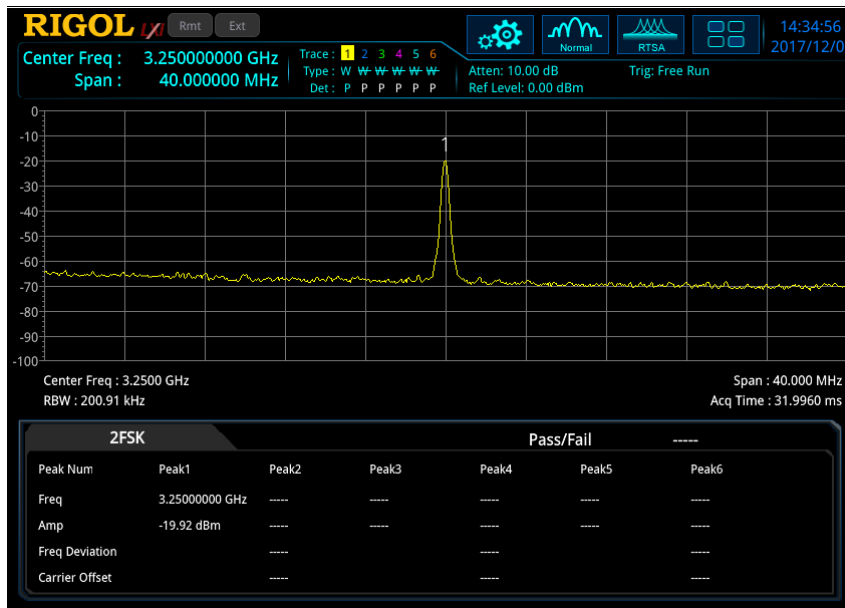 RIGOL LXI Rmt Ext
Normal RTSA
14:34:56
2017/12/0
Center Freq : 3.250000000 GHz
Span : 40.000000 MHz
Trace : 1 2 3 4 5 6
Type : W W W W W W
Det : P P P P P P
Atten: 10.00 dB Trig: Free Run
Ref Level: 0.00 dBm
0
-10
1
-20
-30
-40
-50
-60
-70
-80
-90
-100
Center Freq : 3.2500 GHz Span : 40.000 MHz
RBW : 200.91 kHz Acq Time : 31.9960 ms
2FSK Pass/Fail -----
Peak Num Peak1 Peak2 Peak3 Peak4 Peak5 Peak6
Freq 3.25000000 GHz ----- ----- ----- ----- -----
Amp -19.92 dBm ----- ----- ----- ----- -----
Freq Deviation ----- ----- -----
Carrier Offset ----- ----- -----